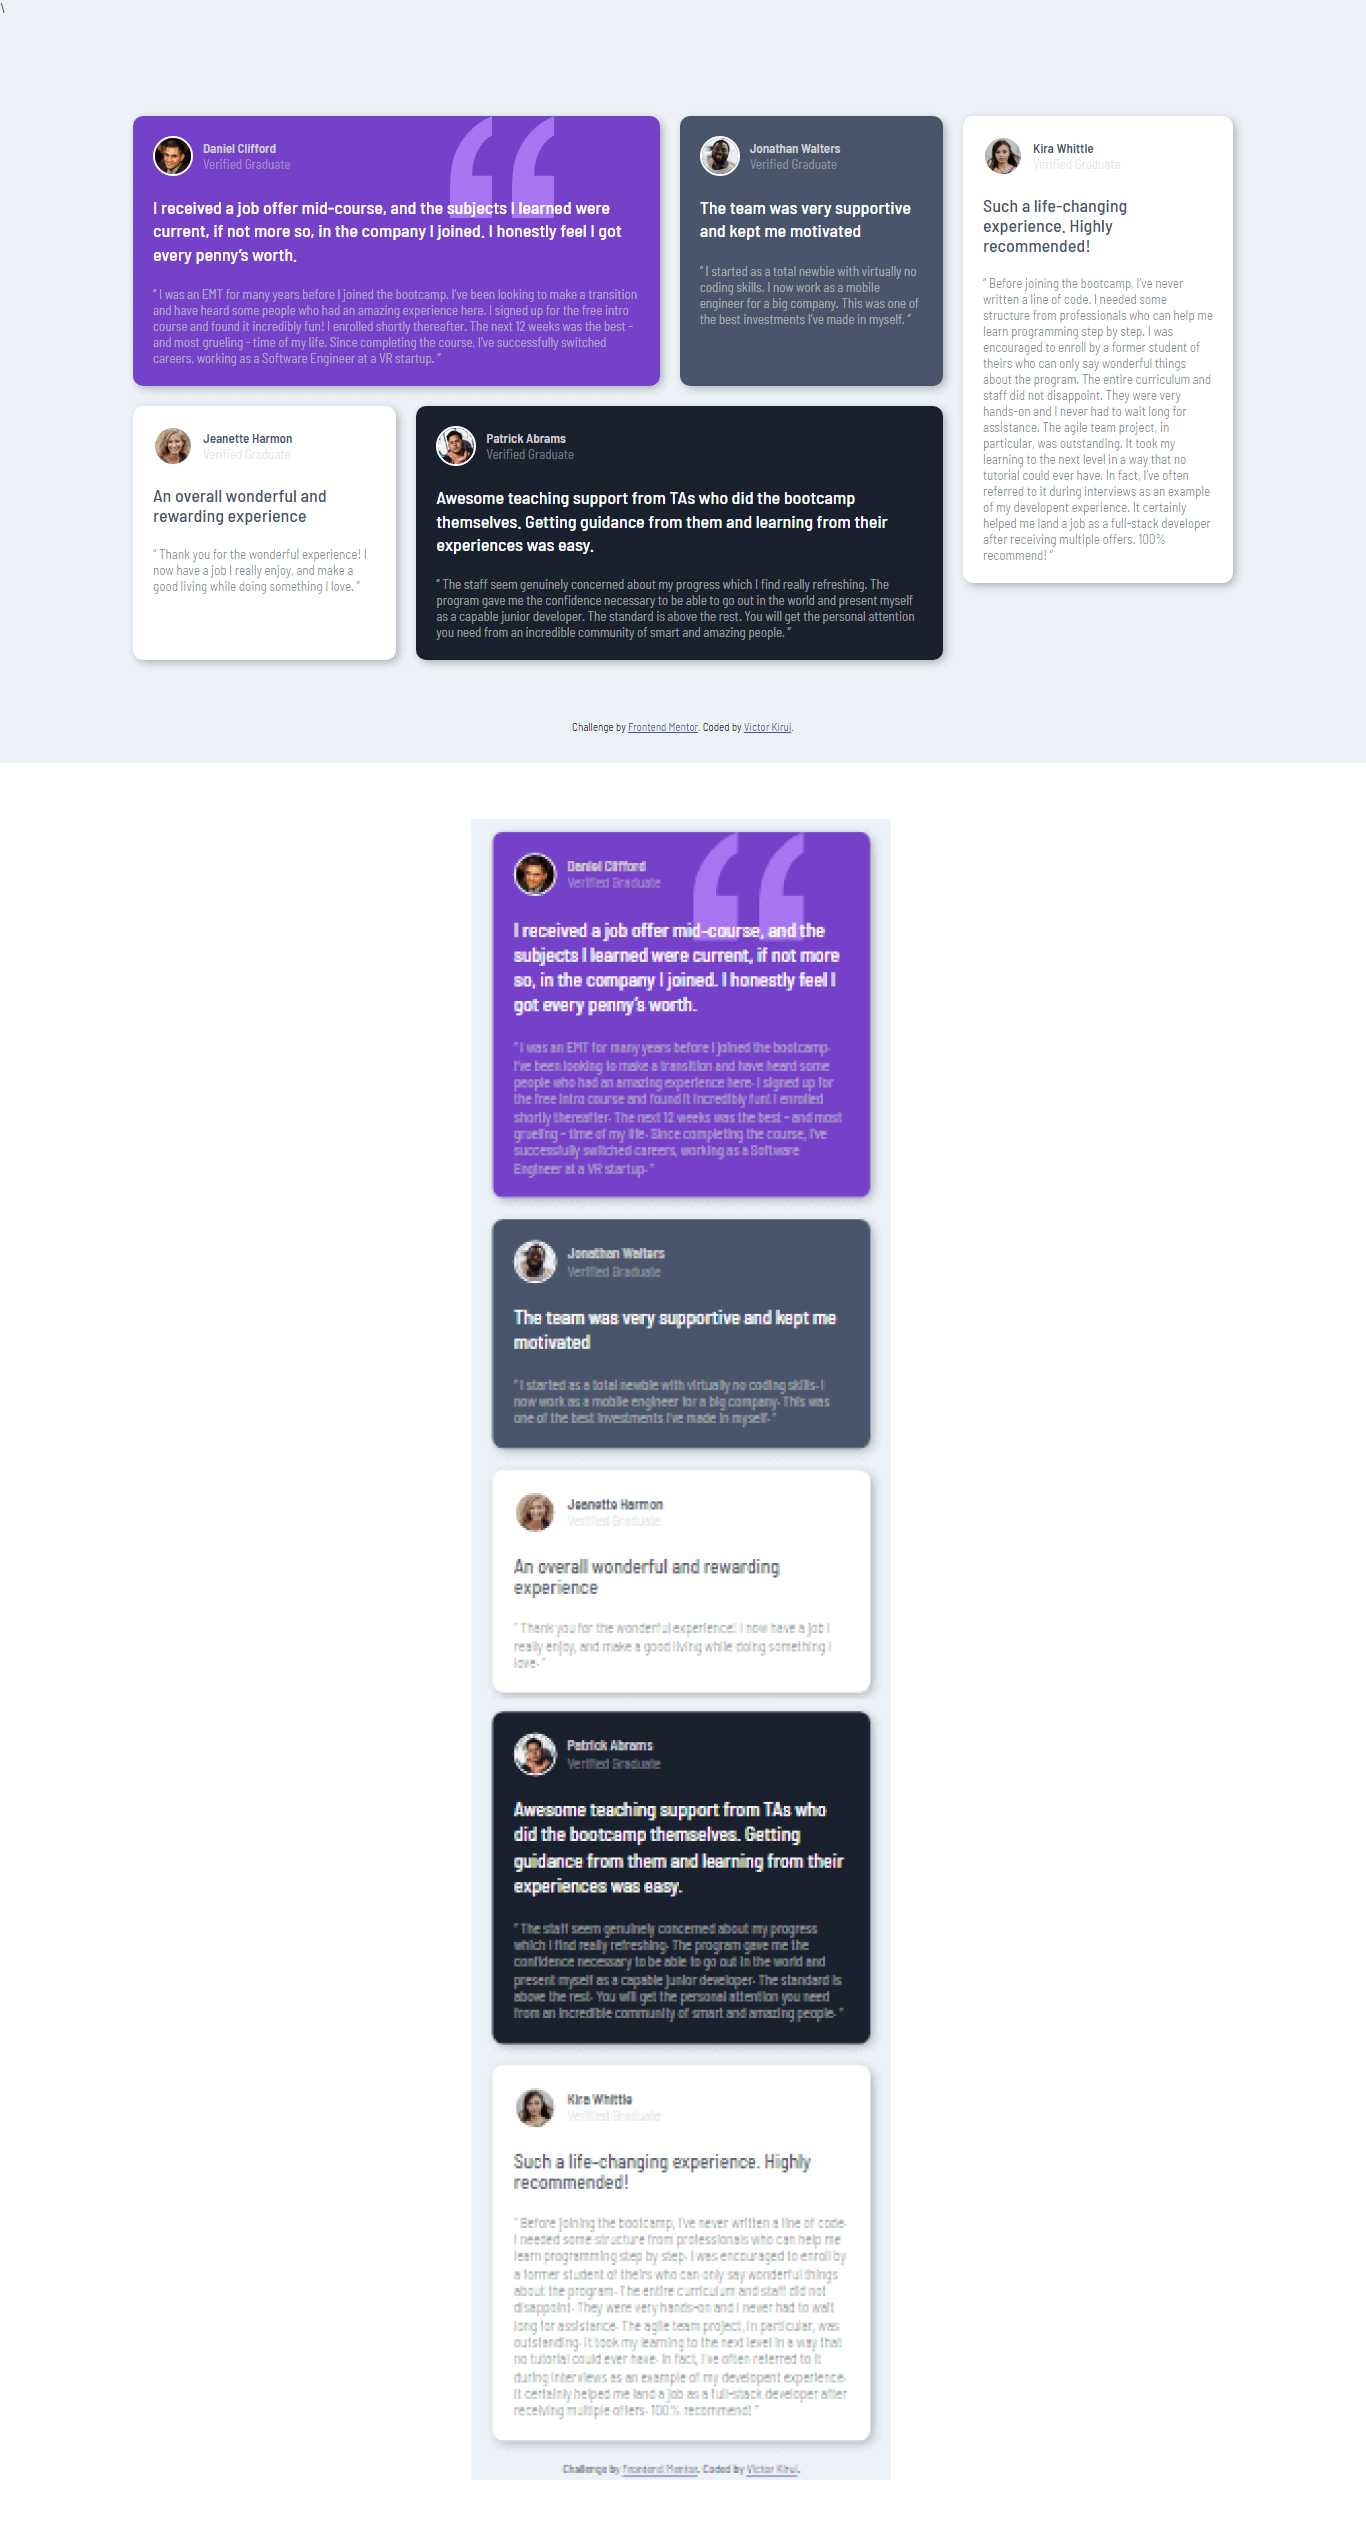 \
Daniel Clifford
Verified Graduate
I received a job offer mid-course, and the subjects I learned were
current, if not more so, in the company I joined. I honestly feel I got
every penny’s worth.
“ I was an EMT for many years before I joined the bootcamp. I’ve been looking to make a transition
and have heard some people who had an amazing experience here. I signed up for the free intro
course and found it incredibly fun! I enrolled shortly thereafter. The next 12 weeks was the best -
and most grueling - time of my life. Since completing the course, I’ve successfully switched
careers, working as a Software Engineer at a VR startup. ”
Jonathan Walters
Verified Graduate
The team was very supportive
and kept me motivated
“ I started as a total newbie with virtually no
coding skills. I now work as a mobile
engineer for a big company. This was one of
the best investments I’ve made in myself. ”
Kira Whittle
Verified Graduate
Such a life-changing
experience. Highly
recommended!
“ Before joining the bootcamp, I’ve never
written a line of code. I needed some
structure from professionals who can help me
learn programming step by step. I was
encouraged to enroll by a former student of
theirs who can only say wonderful things
about the program. The entire curriculum and
staff did not disappoint. They were very
hands-on and I never had to wait long for
assistance. The agile team project, in
particular, was outstanding. It took my
learning to the next level in a way that no
tutorial could ever have. In fact, I’ve often
referred to it during interviews as an example
of my developent experience. It certainly
helped me land a job as a full-stack developer
after receiving multiple offers. 100%
recommend! ”
Jeanette Harmon
Verified Graduate
An overall wonderful and
rewarding experience
“ Thank you for the wonderful experience! I
now have a job I really enjoy, and make a
good living while doing something I love. ”
Patrick Abrams
Verified Graduate
Awesome teaching support from TAs who did the bootcamp
themselves. Getting guidance from them and learning from their
experiences was easy.
“ The staff seem genuinely concerned about my progress which I find really refreshing. The
program gave me the confidence necessary to be able to go out in the world and present myself
as a capable junior developer. The standard is above the rest. You will get the personal attention
you need from an incredible community of smart and amazing people. ”
Challenge by Frontend Mentor. Coded by Victor Kirui.
Daniel Clifford
Verified Graduate
I received a job offer mid-course, and the
subjects I learned were current, if not more
so, in the company I joined. I honestly feel I
got every penny’s worth.
“ I was an EMT for many years before I joined the bootcamp.
I’ve been looking to make a transition and have heard some
people who had an amazing experience here. I signed up for
the free intro course and found it incredibly fun! I enrolled
shortly thereafter. The next 12 weeks was the best - and most
grueling - time of my life. Since completing the course, I’ve
successfully switched careers, working as a Software
Engineer at a VR startup. ”
Jonathan Walters
Verified Graduate
The team was very supportive and kept me
motivated
“ I started as a total newbie with virtually no coding skills. I
now work as a mobile engineer for a big company. This was
one of the best investments I’ve made in myself. ”
Jeanette Harmon
Verified Graduate
An overall wonderful and rewarding
experience
“ Thank you for the wonderful experience! I now have a job I
really enjoy, and make a good living while doing something I
love. ”
Patrick Abrams
Verified Graduate
Awesome teaching support from TAs who
did the bootcamp themselves. Getting
guidance from them and learning from their
experiences was easy.
“ The staff seem genuinely concerned about my progress
which I find really refreshing. The program gave me the
confidence necessary to be able to go out in the world and
present myself as a capable junior developer. The standard is
above the rest. You will get the personal attention you need
from an incredible community of smart and amazing people. ”
Kira Whittle
Verified Graduate
Such a life-changing experience. Highly
recommended!
“ Before joining the bootcamp, I’ve never written a line of code.
I needed some structure from professionals who can help me
learn programming step by step. I was encouraged to enroll by
a former student of theirs who can only say wonderful things
about the program. The entire curriculum and staff did not
disappoint. They were very hands-on and I never had to wait
long for assistance. The agile team project, in particular, was
outstanding. It took my learning to the next level in a way that
no tutorial could ever have. In fact, I’ve often referred to it
during interviews as an example of my developent experience.
It certainly helped me land a job as a full-stack developer after
receiving multiple offers. 100% recommend! ”
Challenge by Frontend Mentor. Coded by Victor Kirui.